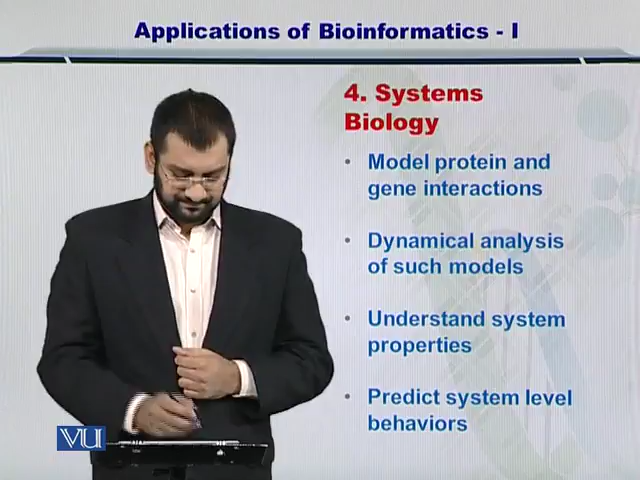 Applications of Bioinformatics - I
4. Systems
Biology
• Model protein and
gene interactions
• Dynamical analysis
of such models
• Understand system
properties
• Predict system level
behaviors
VU